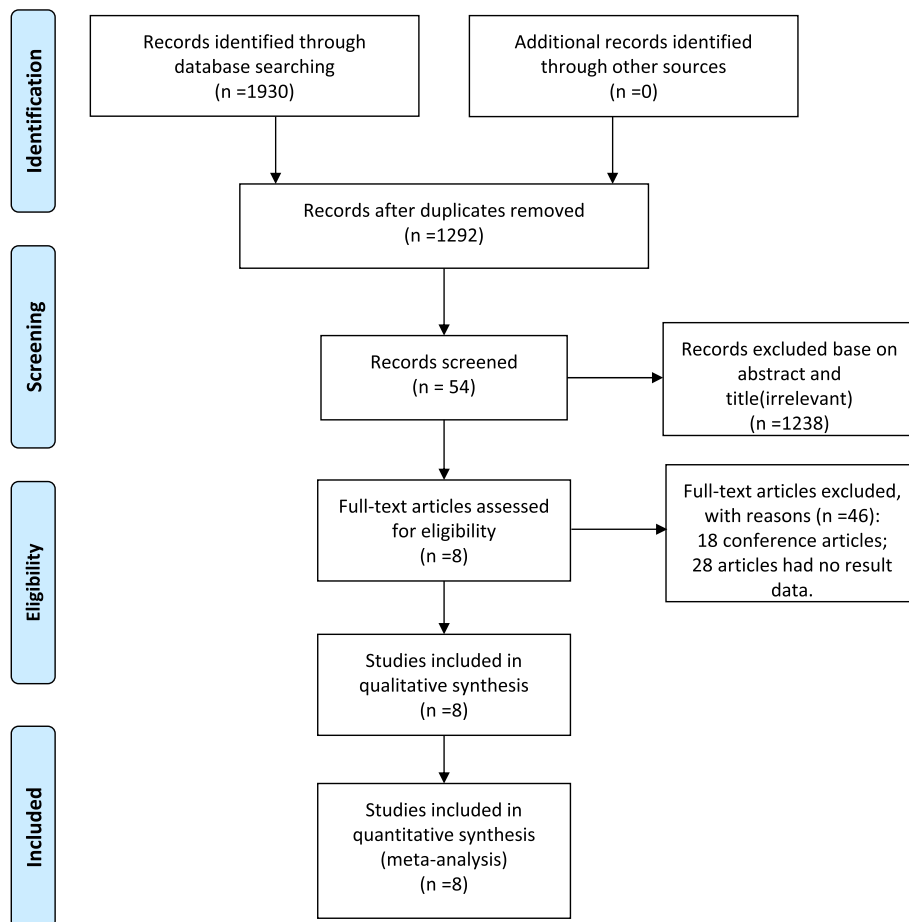 Identification
Records identified through
database searching
(n =1930)
Additional records identified
through other sources
(n =0)
Records after duplicates removed
(n =1292)
Screening
Records screened
(n = 54)
Records excluded base on
abstract and
title(irrelevant)
(n =1238)
Eligibility
Full-text articles assessed
for eligibility
(n =8)
Full-text articles excluded,
with reasons (n =46):
18 conference articles;
28 articles had no result
data.
Studies included in
qualitative synthesis
(n =8)
Included
Studies included in
quantitative synthesis
(meta-analysis)
(n =8)